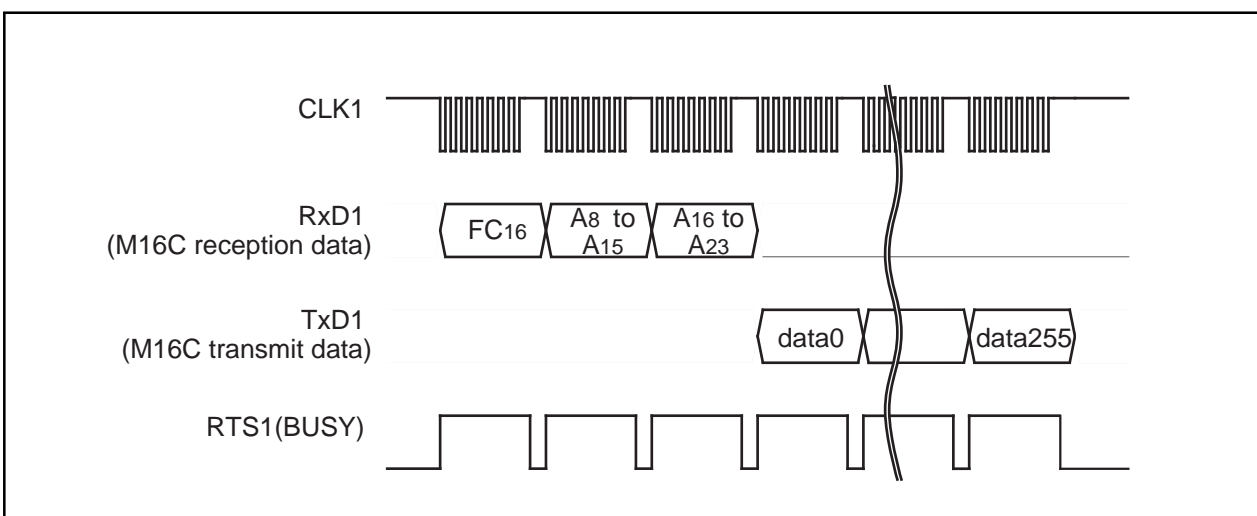 CLK1
RxD1
(M16C reception data)
FC16
A8 to
A15
A16 to
A23
TxD1
(M16C transmit data)
data0
data255
RTS1(BUSY)